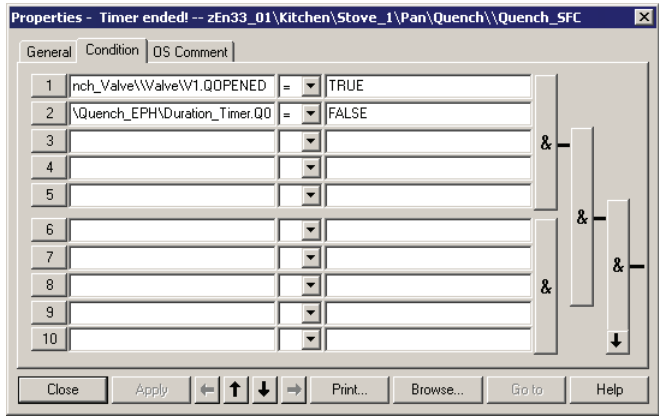 Properties - Timer ended! -- zEn33_01\Kitchen\Stove_1\Pan\Quench\\Quench_SFC
General Condition OS Comment
1 nch_Valve\\Valve\V1.QOPENED = TRUE
2 \Quench_EPH\Duration_Timer.Q0 = FALSE
3
&
4
5
&
6
7
&
8
&
9
10
Close Apply Print... Browse... Go to Help